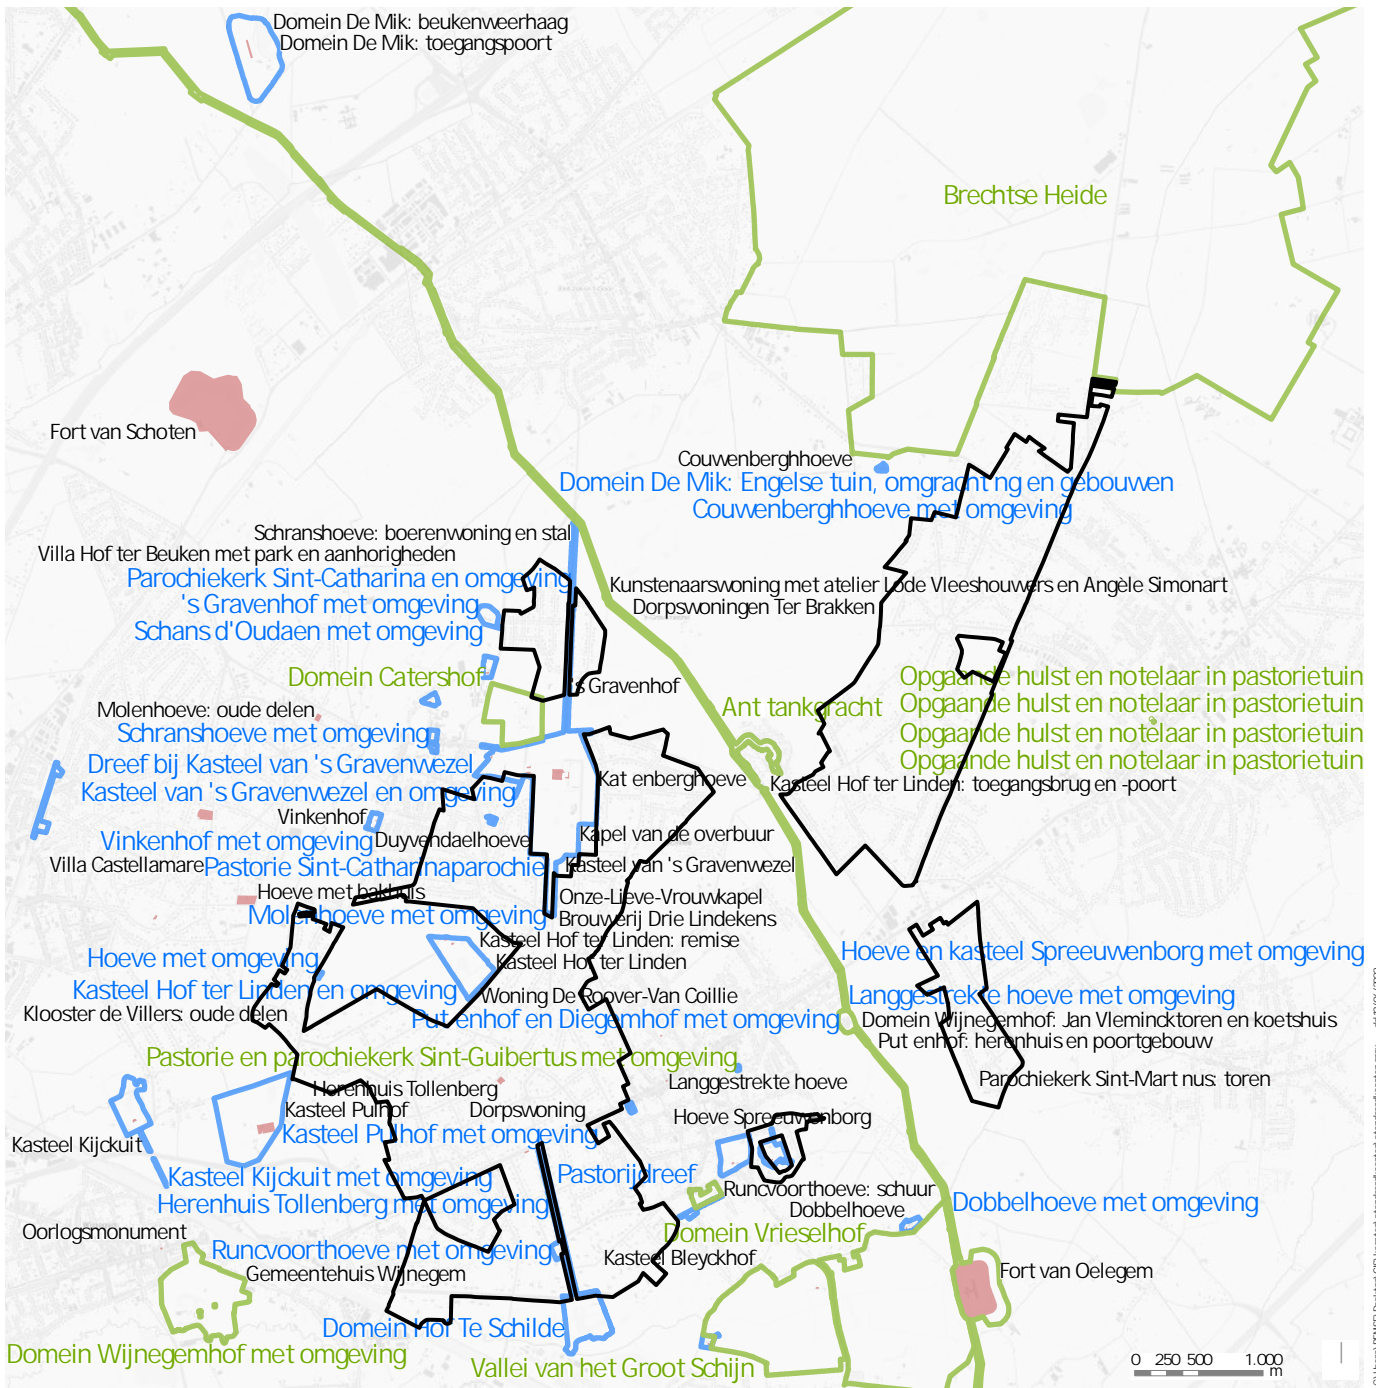 Domein De Mik: beukenweerhaag
Domein De Mik: toegangspoort
Brechtse Heide
Fort van Schoten
Couwenberghhoeve
Domein De Mik: Engelse tuin, omgracht ng en gebouwen
Couwenberghhoeve met omgeving
Schranshoeve: boerenwoning en stal
Villa Hof ter Beuken met park en aanhorigheden
Parochiekerk Sint-Catharina en omgeving
Kunstenaarswoning met atelier Lode Vleeshouwers en Angèle Simonart
's Gravenhof met omgeving
Dorpswoningen Ter Brakken
Schans d'Oudaen met omgeving
Domein Catershof
's Gravenhof
Opgaande hulst en notelaar in pastorietuin
Opgaande hulst en notelaar in pastorietuin
Ant tankgracht
Molenhoeve: oude delen
Schranshoeve met omgeving
Opgaande hulst en notelaar in pastorietuin
Opgaande hulst en notelaar in pastorietuin
Dreef bij Kasteel van 's Gravenwezel
Kat enberghoeve
Kasteel Hof ter Linden: toegangsbrug en -poort
Kasteel van 's Gravenwezel en omgeving
Vinkenhof
Vinkenhof met omgeving
Duyvendaelhoeve
Kapel van de overbuur
Villa Castellamare
Pastorie Sint-Catharinaparochie
Kasteel van 's Gravenwezel
Hoeve met bakhuis
Onze-Lieve-Vrouwkapel
Molenhoeve met omgeving
Brouwerij Drie Lindekens
Kasteel Hof ter Linden: remise
Hoeve met omgeving
Kasteel Hof ter Linden
Hoeve en kasteel Spreeuwenborg met omgeving
Kasteel Hof ter Linden en omgeving
Woning De Roover-Van Coillie
Langgestrekte hoeve met omgeving
Klooster de Villers: oude delen
Put enhof en Diegemhof met omgeving
Domein Wijnegemhof: Jan Vlemincktoren en koetshuis
Put enhof: herenhuis en poortgebouw
Pastorie en parochiekerk Sint-Guibertus met omgeving
Parochiekerk Sint-Mart nus: toren
Herenhuis Tollenberg
Langgestrekte hoeve
Kasteel Pulhof
Dorpswoning
Hoeve Spreeuwenborg
Kasteel Pulhof met omgeving
Kasteel Kijckuit
Kasteel Kijckuit met omgeving
Pastorijdreef
Runcvoorthoeve: schuur
Herenhuis Tollenberg met omgeving
Dobbelhoeve
Dobbelhoeve met omgeving
Oorlogsmonument
Domein Vrieselhof
Runcvoorthoeve met omgeving
Kasteel Bleyckhof
Gemeentehuis Wijnegem
Fort van Oelegem
Domein Hof Te Schilde
Domein Wijnegemhof met omgeving
Vallei van het Groot Schijn
0 250 500 1.000
m